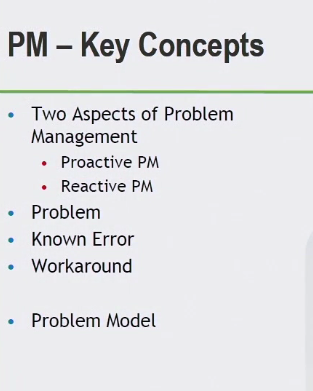 PM – Key Concepts
• Two Aspects of Problem
Management
• Proactive PM
• Reactive PM
• Problem
• Known Error
• Workaround
• Problem Model